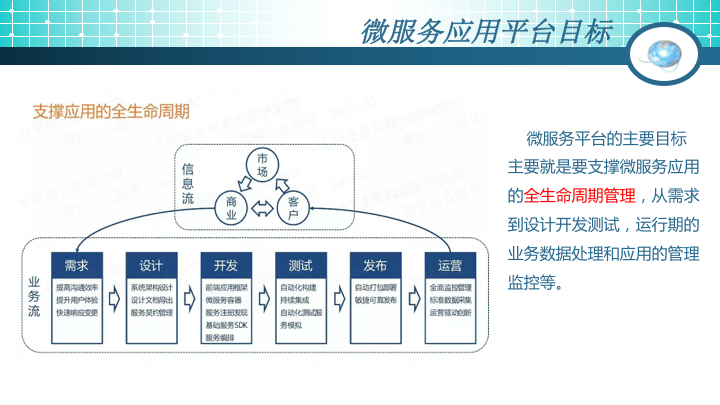 微服务应用平台目标
支撑应用的全生命周期
信息流
市场
商业
客户
业务流
需求
提高沟通效率
提升用户体验
快速响应变更
设计
系统架构设计
设计文档导出
服务契约管理
开发
前端应用框架
微服务容器
服务注册发现
基础服务SDK
服务编排
测试
自动化构建
持续集成
自动化测试服
务模拟
发布
自动打包部署
敏捷可靠发布
运营
全面监控管理
标准数据采集
运营驱动创新
微服务平台的主要目标
主要就是要支撑微服务应用
的全生命周期管理，从需求
到设计开发测试，运行期的
业务数据处理和应用的管理
监控等。